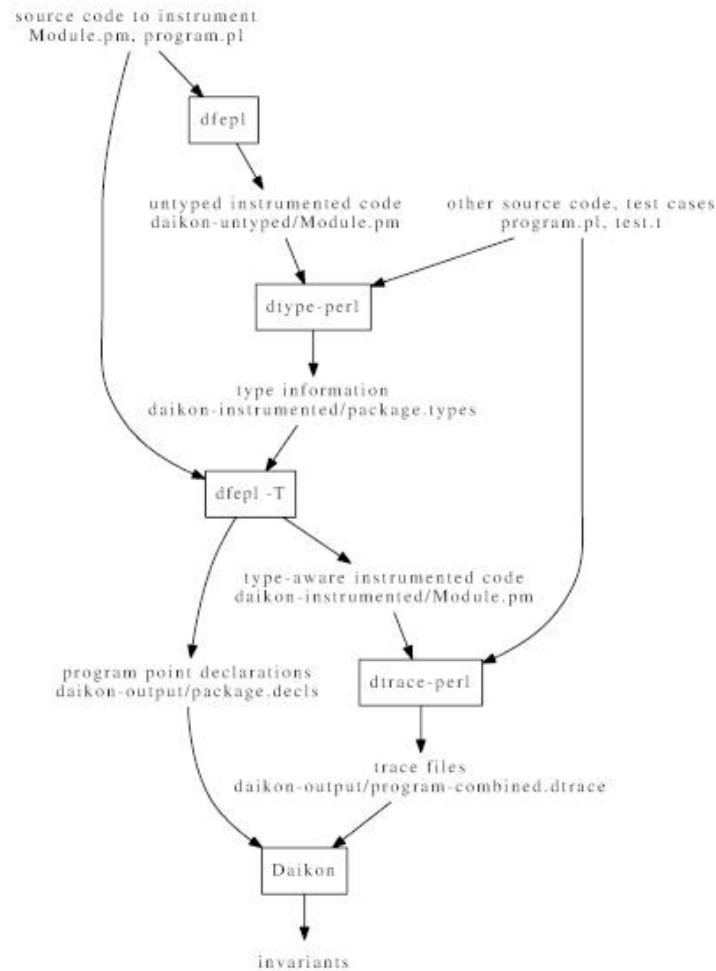 source code to instrument
Module.pm, program.pl
dfepl
untyped instrumented code
daikon-untyped/Module.pm
other source code, test cases
program.pl, test.t
dtype-perl
type information
daikon-instrumented/package.types
dfepl -T
type-aware instrumented code
daikon-instrumented/Module.pm
program point declarations
daikon-output/package.decls
dtrace-perl
trace files
daikon-output/program-combined.dtrace
Daikon
invariants